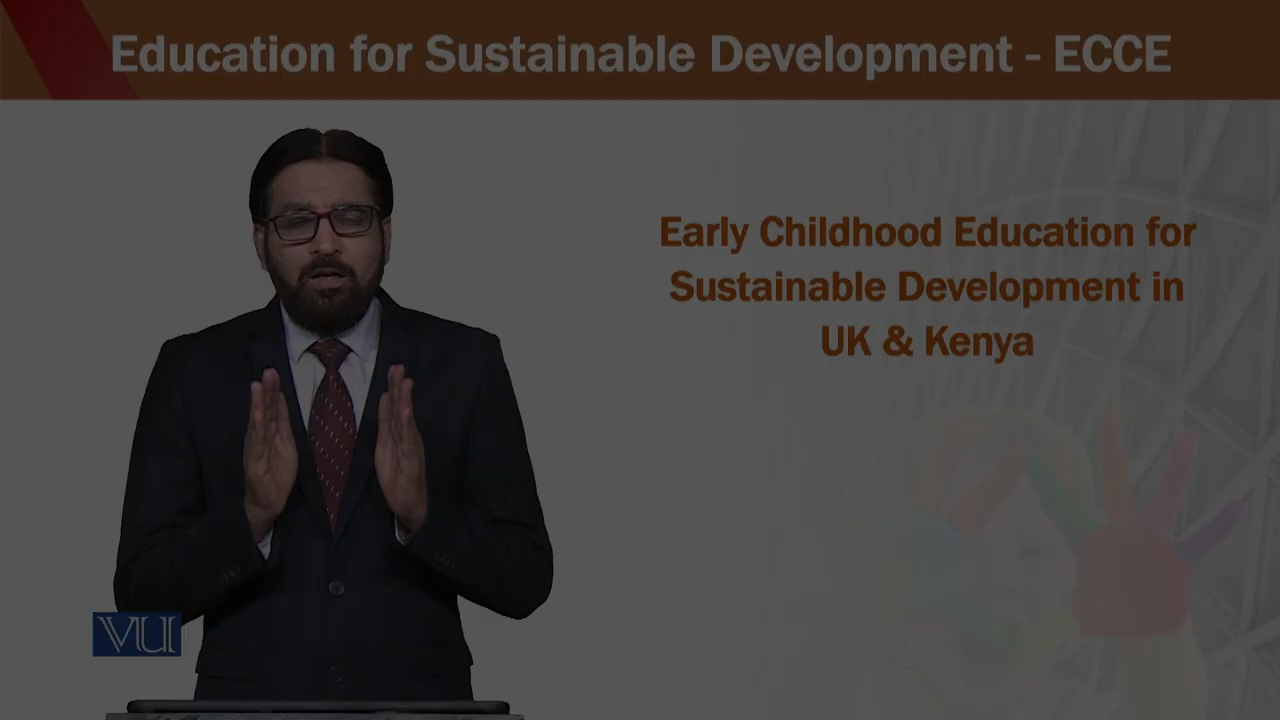 Education for Sustainable Development - ECCE
Early Childhood Education for
Sustainable Development in
UK & Kenya
VU